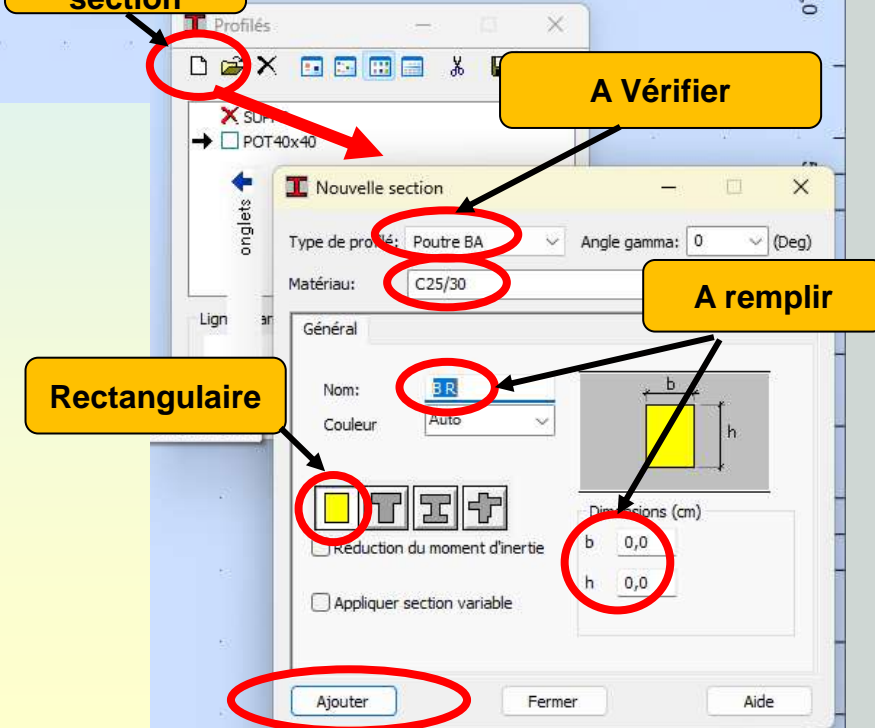 section
Profilés
A Vérifier
POT40x40
onglets
Nouvelle section
Type de profilé: Poutre BA Angle gamma: 0 (Deg)
Matériau: C25/30
A remplir
Général
Rectangulaire
Nom: BR
Couleur Auto
b
h
Dimensions (cm)
b 0,0
h 0,0
Réduction du moment d'inertie
Appliquer section variable
Ajouter Fermer Aide